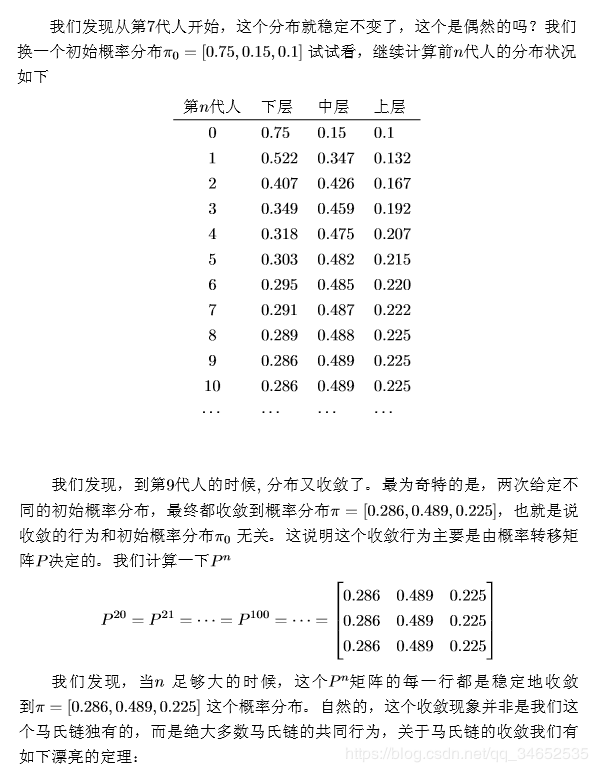 我们发现从第7代人开始，这个分布就稳定不变了，这个是偶然的吗？我们
换一个初始概率分布π₀ = [0.75, 0.15, 0.1] 试试看，继续计算前n代人的分布状况
如下
第n代人 下层 中层 上层
0 0.75 0.15 0.1
1 0.522 0.347 0.132
2 0.407 0.426 0.167
3 0.349 0.459 0.192
4 0.318 0.475 0.207
5 0.303 0.482 0.215
6 0.295 0.485 0.220
7 0.291 0.487 0.222
8 0.289 0.488 0.225
9 0.286 0.489 0.225
10 0.286 0.489 0.225
⋯ ⋯ ⋯ ⋯
我们发现，到第9代人的时候, 分布又收敛了。最为奇特的是，两次给定不
同的初始概率分布，最终都收敛到概率分布π = [0.286, 0.489, 0.225]，也就是说
收敛的行为和初始概率分布π₀ 无关。这说明这个收敛行为主要是由概率转移矩
阵P决定的。我们计算一下Pⁿ
0.286 0.489 0.225
P²⁰ = P²¹ = ⋯ = P¹⁰⁰ = ⋯ = 0.286 0.489 0.225
0.286 0.489 0.225
我们发现，当n 足够大的时候，这个Pⁿ矩阵的每一行都是稳定地收敛
到π = [0.286, 0.489, 0.225] 这个概率分布。自然的，这个收敛现象并非是我们这
个马氏链独有的，而是绝大多数马氏链的共同行为，关于马氏链的收敛我们有
如下漂亮的定理：
https://blog.csdn.net/qq_34652535